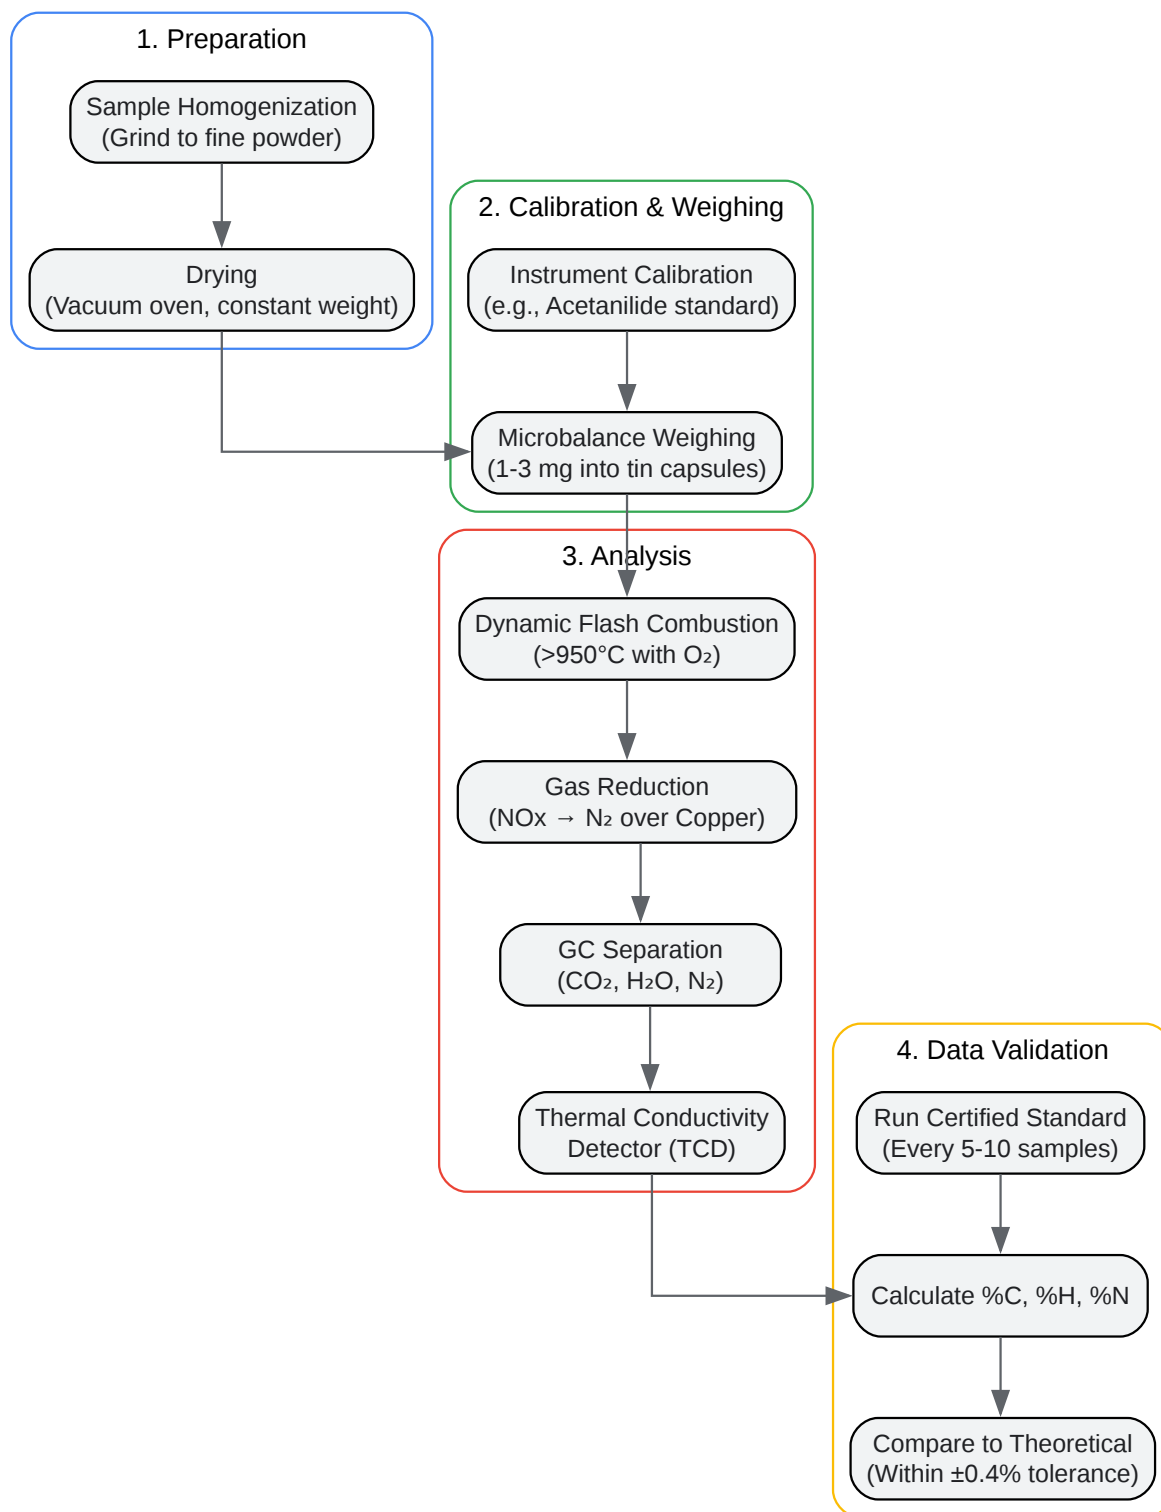 1. Preparation
Sample Homogenization
(Grind to fine powder)
Drying
(Vacuum oven, constant weight)
2. Calibration & Weighing
Instrument Calibration
(e.g., Acetanilide standard)
Microbalance Weighing
(1-3 mg into tin capsules)
3. Analysis
Dynamic Flash Combustion
(>950°C with O₂)
Gas Reduction
(NOx → N₂ over Copper)
GC Separation
(CO₂, H₂O, N₂)
Thermal Conductivity
Detector (TCD)
4. Data Validation
Run Certified Standard
(Every 5-10 samples)
Calculate %C, %H, %N
Compare to Theoretical
(Within ±0.4% tolerance)